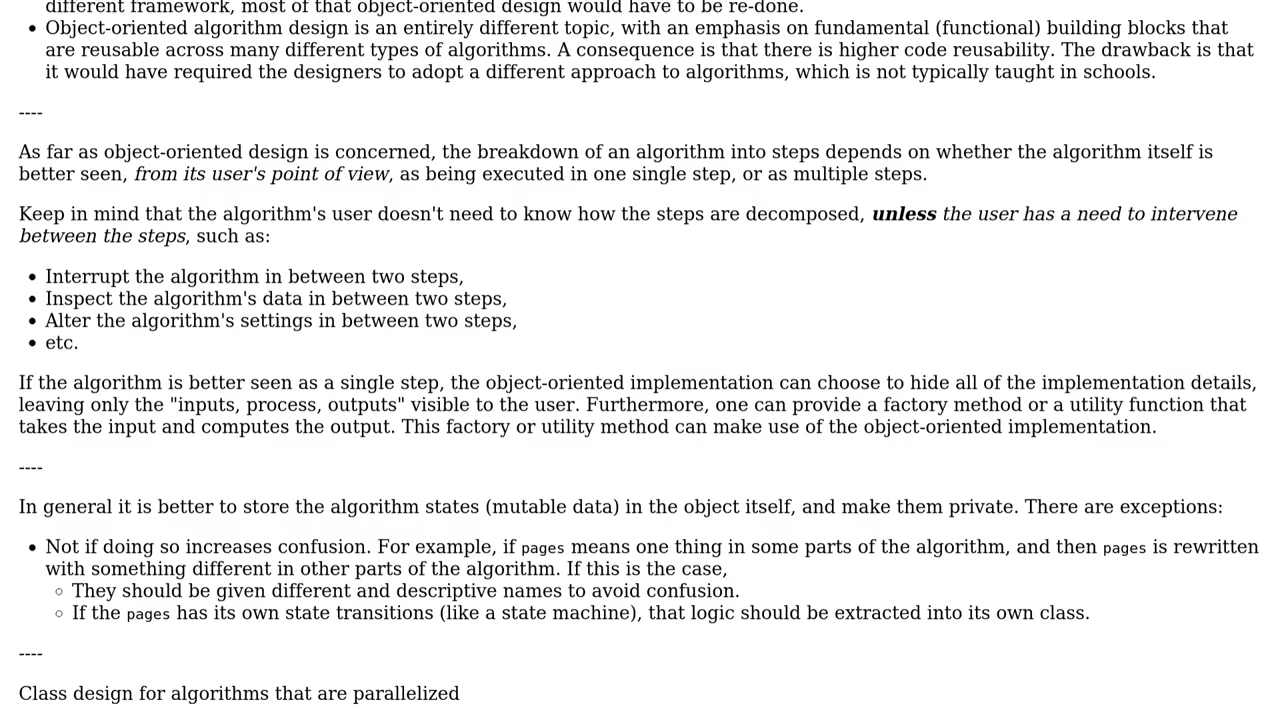 different framework, most of that object-oriented design would have to be re-done.
• Object-oriented algorithm design is an entirely different topic, with an emphasis on fundamental (functional) building blocks that
are reusable across many different types of algorithms. A consequence is that there is higher code reusability. The drawback is that
it would have required the designers to adopt a different approach to algorithms, which is not typically taught in schools.
----
As far as object-oriented design is concerned, the breakdown of an algorithm into steps depends on whether the algorithm itself is
better seen, from its user's point of view, as being executed in one single step, or as multiple steps.
Keep in mind that the algorithm's user doesn't need to know how the steps are decomposed, unless the user has a need to intervene
between the steps, such as:
• Interrupt the algorithm in between two steps,
• Inspect the algorithm's data in between two steps,
• Alter the algorithm's settings in between two steps,
• etc.
If the algorithm is better seen as a single step, the object-oriented implementation can choose to hide all of the implementation details,
leaving only the "inputs, process, outputs" visible to the user. Furthermore, one can provide a factory method or a utility function that
takes the input and computes the output. This factory or utility method can make use of the object-oriented implementation.
----
In general it is better to store the algorithm states (mutable data) in the object itself, and make them private. There are exceptions:
• Not if doing so increases confusion. For example, if pages means one thing in some parts of the algorithm, and then pages is rewritten
with something different in other parts of the algorithm. If this is the case,
◦ They should be given different and descriptive names to avoid confusion.
◦ If the pages has its own state transitions (like a state machine), that logic should be extracted into its own class.
----
Class design for algorithms that are parallelized